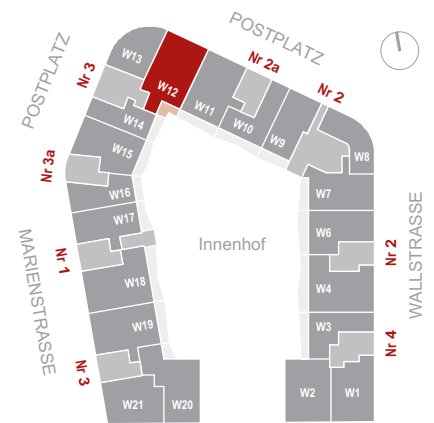 POSTPLATZ
POSTPLATZ
Nr 3
Nr 2a
Nr 2
W13
W12
W11
W10
W9
W8
W14
W15
Nr 3a
W16
W7
W17
W6
Nr 2
Innenhof
WALLSTRASSE
MARIENSTRASSE
Nr 1
W18
W4
W19
W3
Nr 4
Nr 3
W21
W20
W2
W1